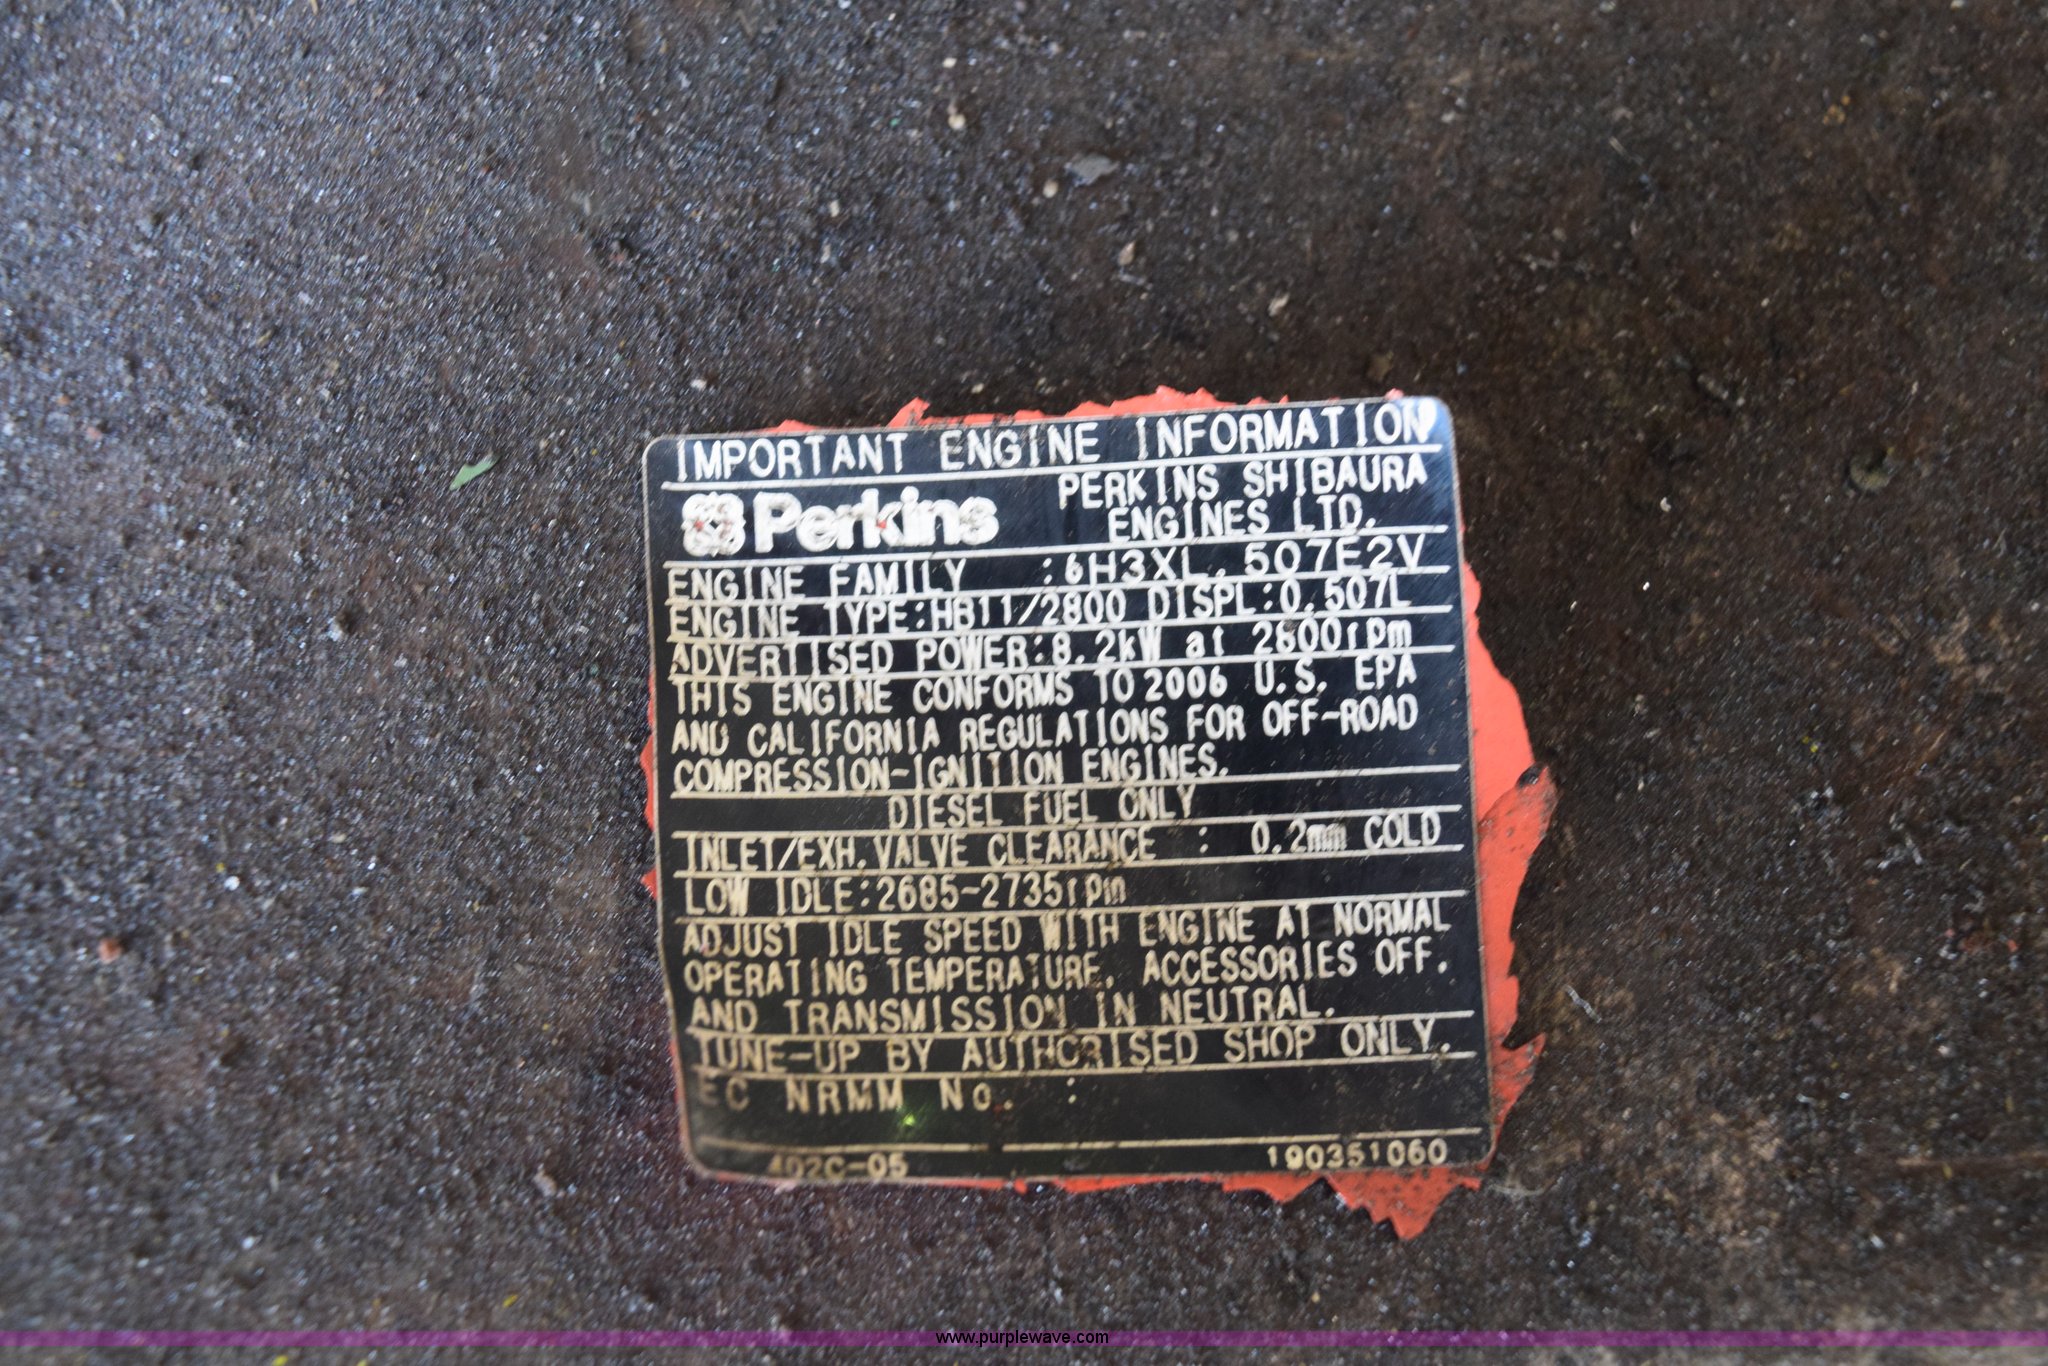 IMPORTANT ENGINE INFORMATION
Perkins PERKINS SHIBAURA
ENGINES LTD.
ENGINE FAMILY :6H3XL.507E2V
ENGINE TYPE:HB11/2800 DISPL:0.507L
ADVERTISED POWER:8.2kW at 2800rpm
THIS ENGINE CONFORMS TO 2006 U.S. EPA
AND CALIFORNIA REGULATIONS FOR OFF-ROAD
COMPRESSION-IGNITION ENGINES.
DIESEL FUEL ONLY
INLET/EXH.VALVE CLEARANCE : 0.2mm COLD
LOW IDLE:2685-2735rpm
ADJUST IDLE SPEED WITH ENGINE AT NORMAL
OPERATING TEMPERATURE. ACCESSORIES OFF.
AND TRANSMISSION IN NEUTRAL.
TUNE-UP BY AUTHORISED SHOP ONLY.
EC NRMM No. :
402C-05 190351060
www.purplewave.com